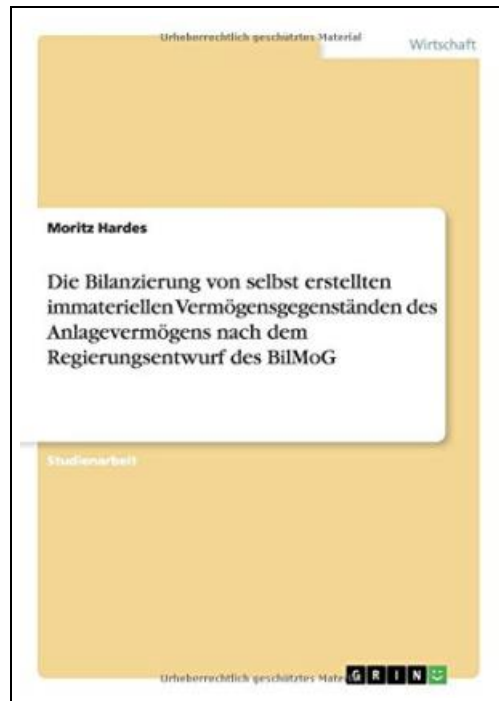 Urheberrechtlich geschütztes Material
Wirtschaft
Moritz Hardes
Die Bilanzierung von selbst erstellten
immateriellen Vermögensgegenständen des
Anlagevermögens nach dem
Regierungsentwurf des BilMoG
Studienarbeit
Urheberrechtlich geschütztes Mate
GRIN